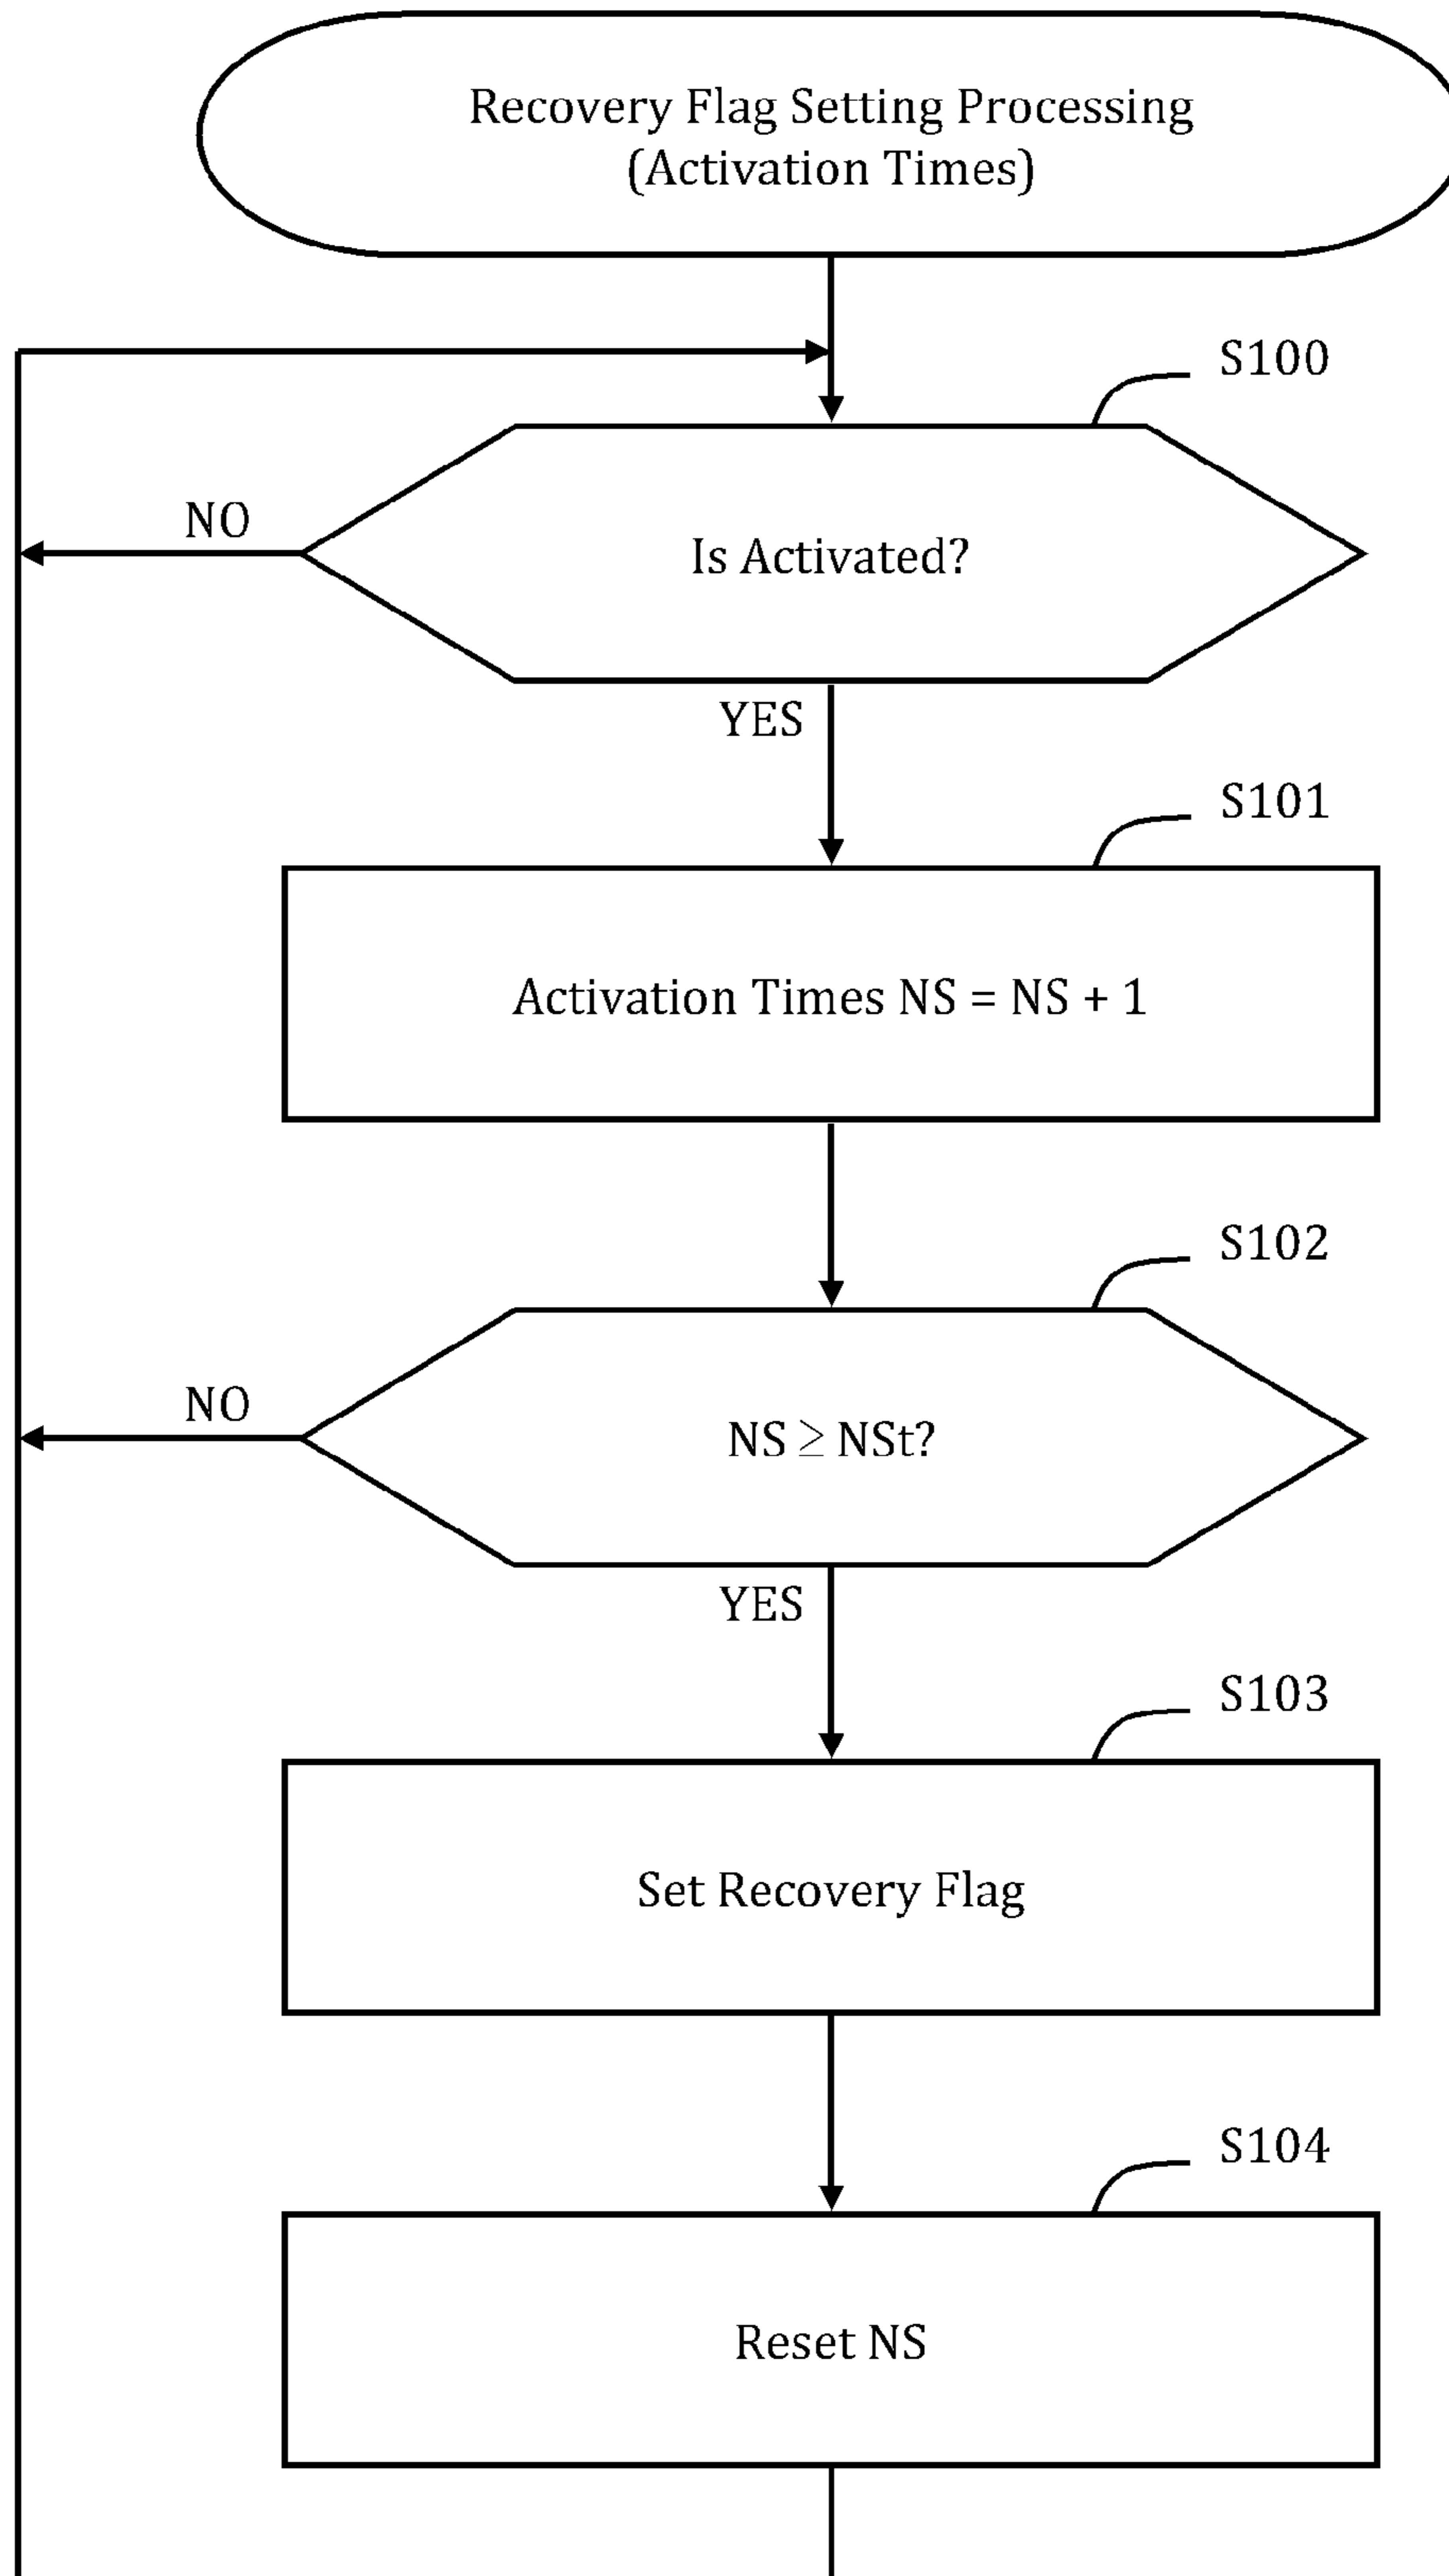 Recovery Flag Setting Processing
(Activation Times)
S100
NO
Is Activated?
YES
S101
Activation Times NS = NS + 1
S102
NO
NS ≧ NSt?
YES
S103
Set Recovery Flag
S104
Reset NS